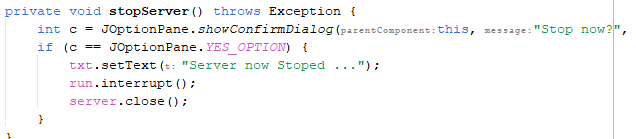 private void stopServer() throws Exception {
int c = JOptionPane.showConfirmDialog(parentComponent: this, message: "Stop now?",
if (c == JOptionPane.YES_OPTION) {
txt.setText(t: "Server now Stoped ...");
run.interrupt();
server.close();
}
}